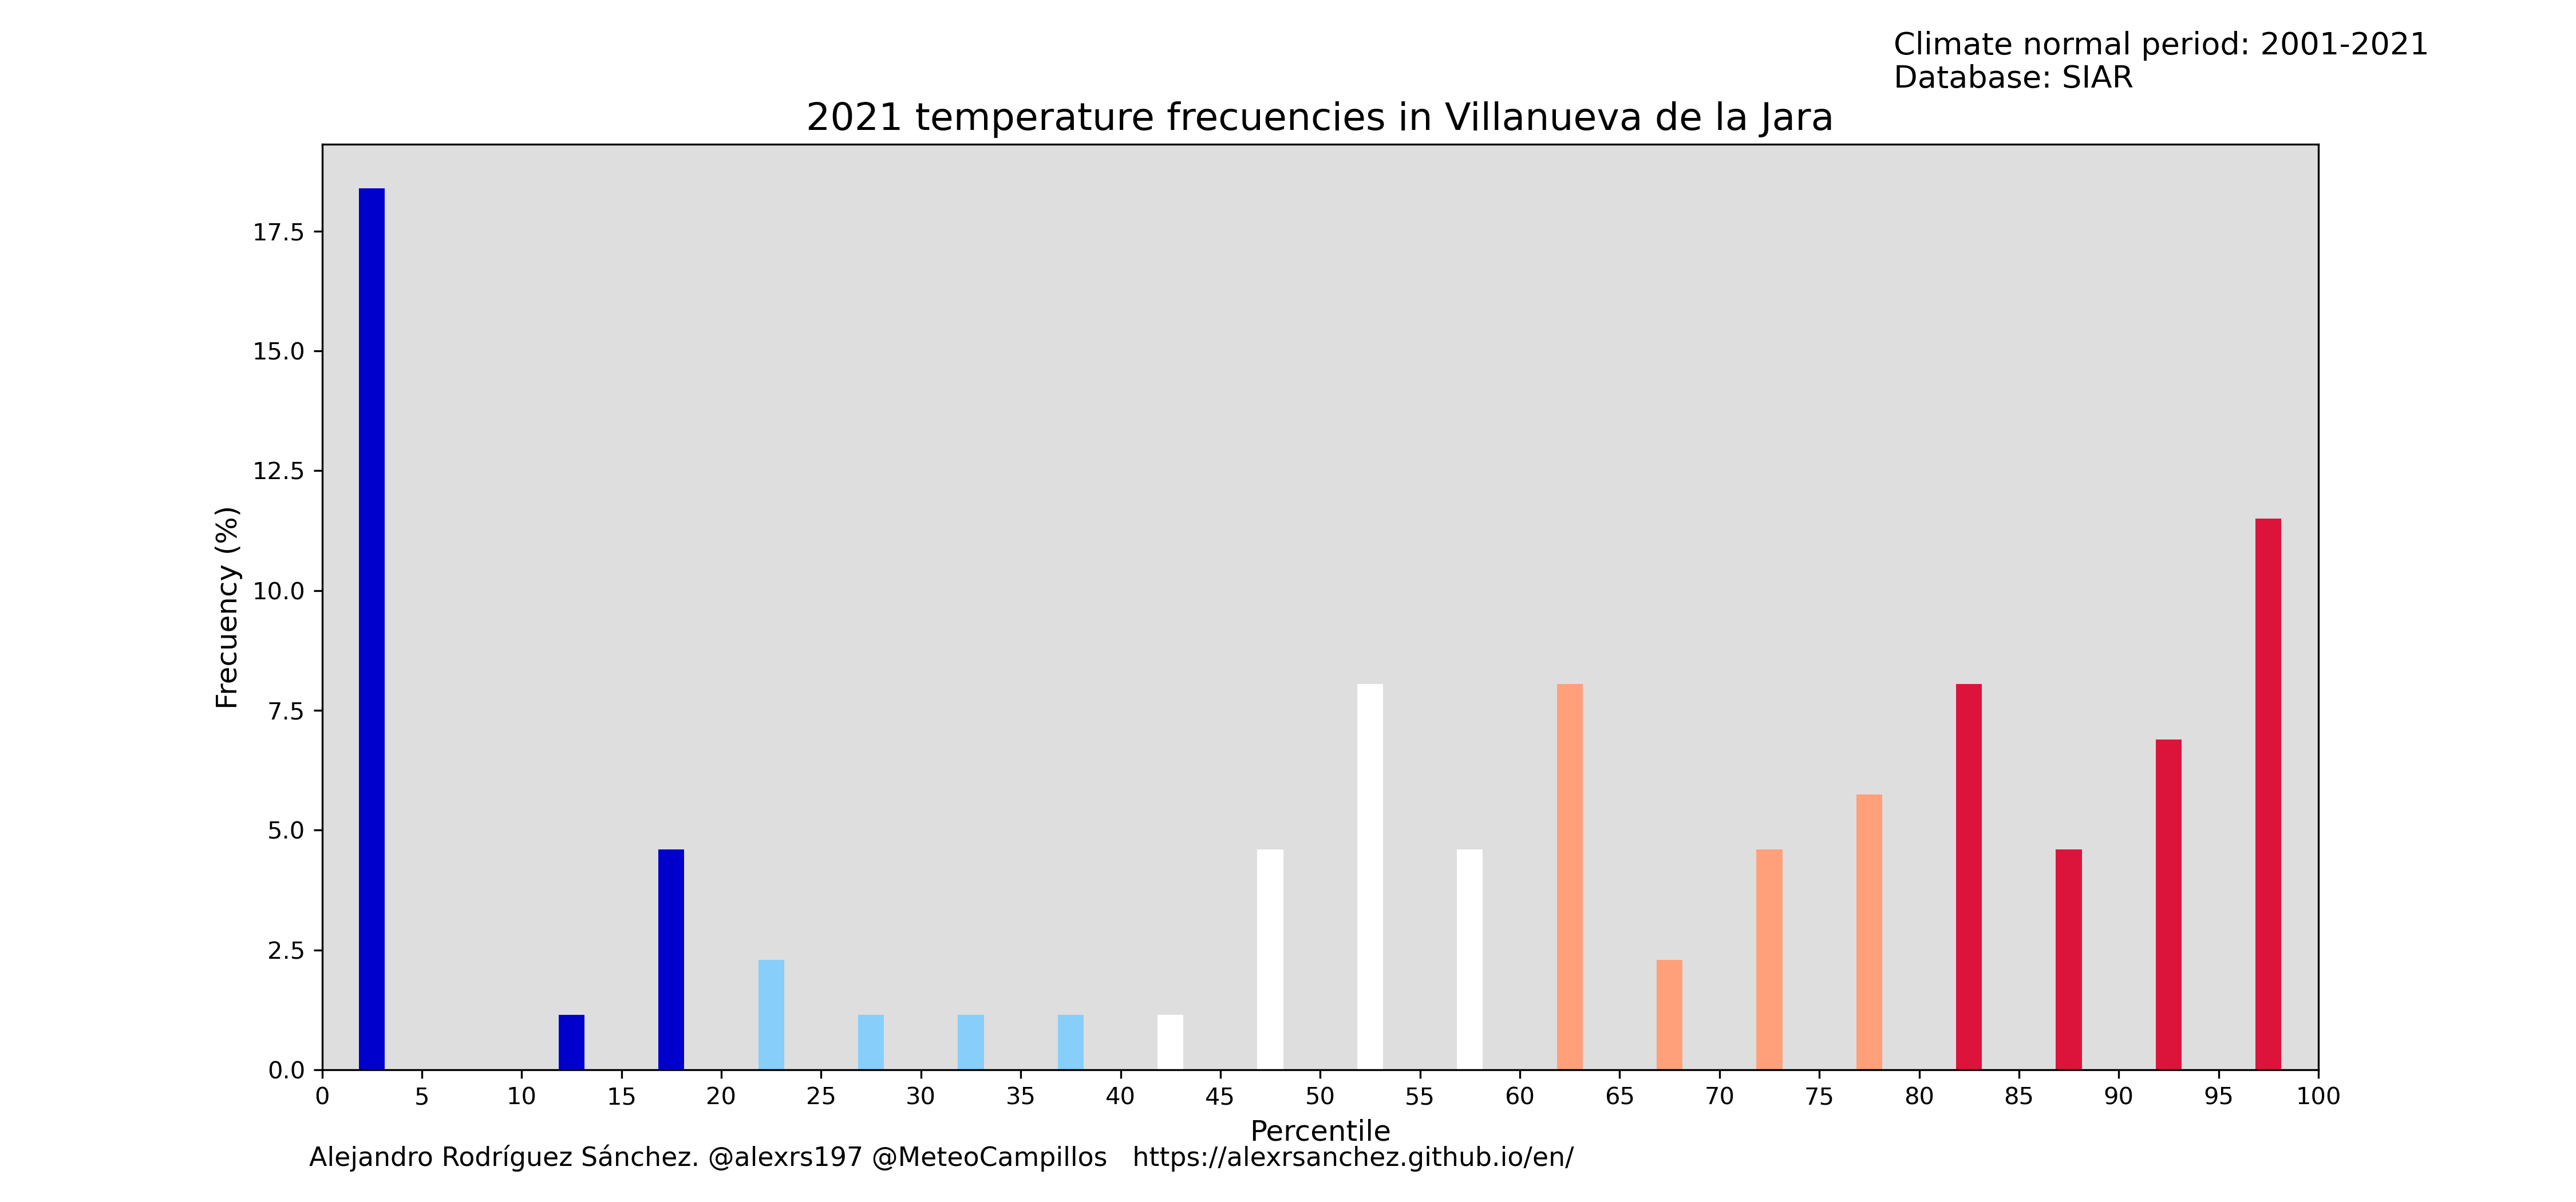 Climate normal period: 2001-2021
Database: SIAR
2021 temperature frecuencies in Villanueva de la Jara
Frecuency (%)
17.5
15.0
12.5
10.0
7.5
5.0
2.5
0.0
0 5 10 15 20 25 30 35 40 45 50 55 60 65 70 75 80 85 90 95 100
Percentile
Alejandro Rodríguez Sánchez. @alexrs197 @MeteoCampillos https://alexrsanchez.github.io/en/